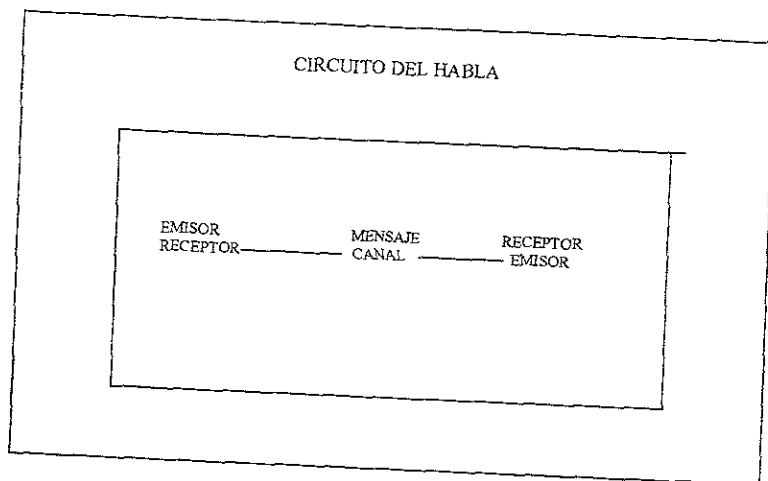 CIRCUITO DEL HABLA
EMISOR MENSAJE RECEPTOR
RECEPTOR CANAL EMISOR